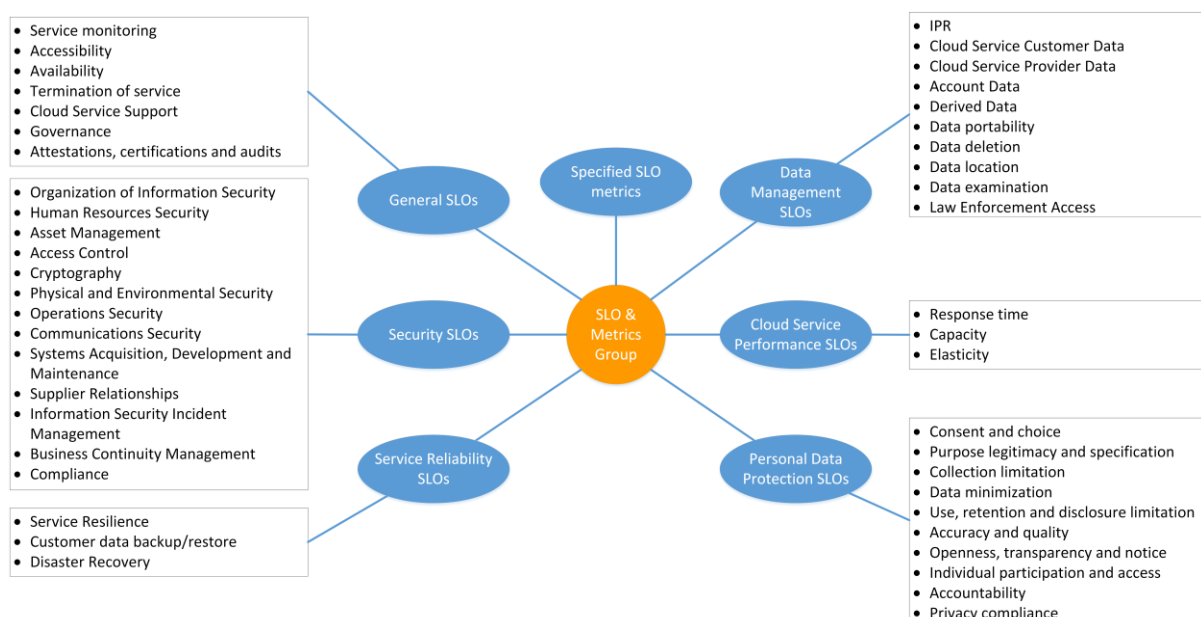 • Service monitoring
• Accessibility
• Availability
• Termination of service
• Cloud Service Support
• Governance
• Attestations, certifications and audits
• Organization of Information Security
• Human Resources Security
• Asset Management
• Access Control
• Cryptography
• Physical and Environmental Security
• Operations Security
• Communications Security
• Systems Acquisition, Development and
Maintenance
• Supplier Relationships
• Information Security Incident
Management
• Business Continuity Management
• Compliance
• Service Resilience
• Customer data backup/restore
• Disaster Recovery
General SLOs
Security SLOs
Service Reliability
SLOs
Specified SLO
metrics
SLO &
Metrics
Group
Data
Management
SLOs
Cloud Service
Performance SLOs
Personal Data
Protection SLOs
• IPR
• Cloud Service Customer Data
• Cloud Service Provider Data
• Account Data
• Derived Data
• Data portability
• Data deletion
• Data location
• Data examination
• Law Enforcement Access
• Response time
• Capacity
• Elasticity
• Consent and choice
• Purpose legitimacy and specification
• Collection limitation
• Data minimization
• Use, retention and disclosure limitation
• Accuracy and quality
• Openness, transparency and notice
• Individual participation and access
• Accountability
• Privacy compliance